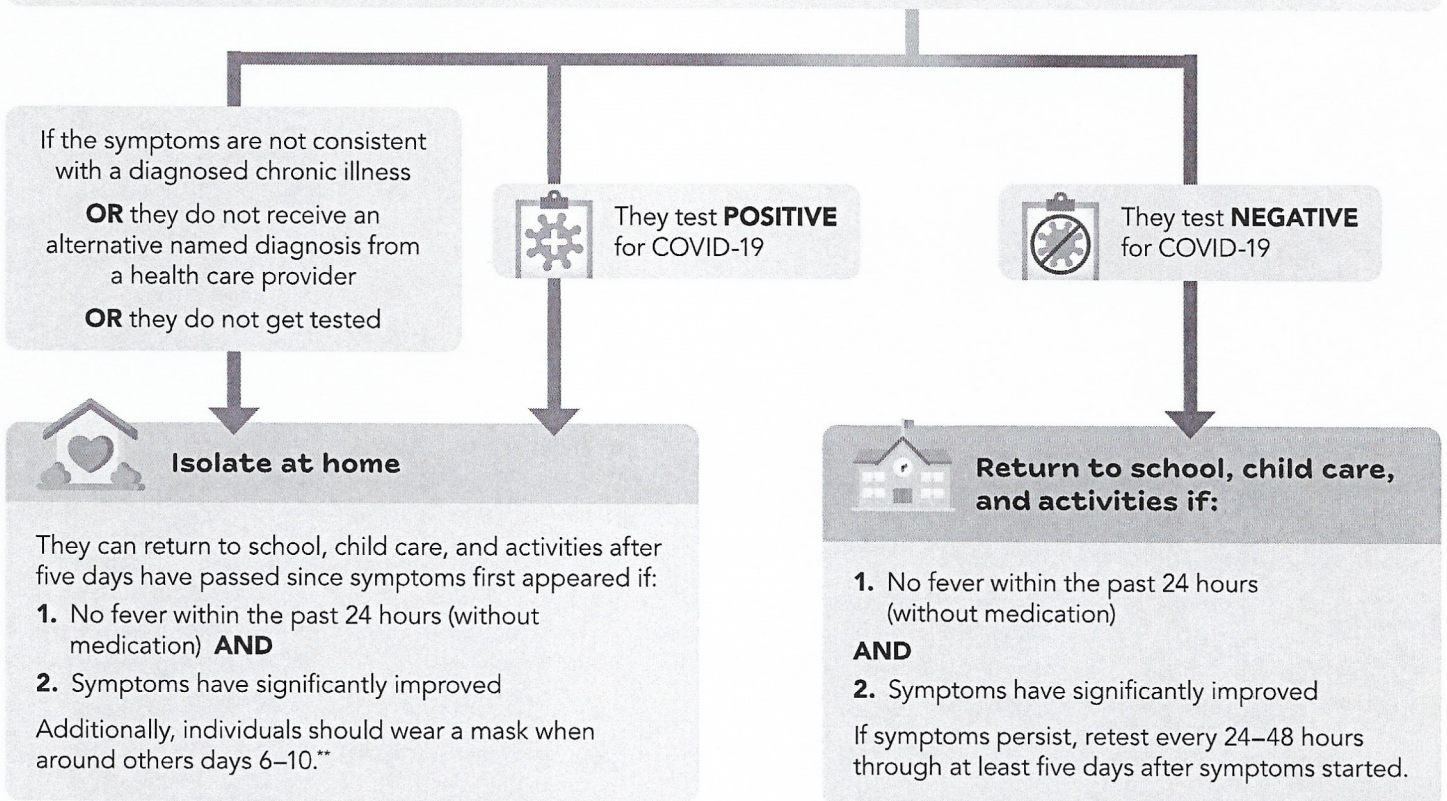 If the symptoms are not consistent
with a diagnosed chronic illness
OR they do not receive an
alternative named diagnosis from
a health care provider
OR they do not get tested
They test POSITIVE
for COVID-19
They test NEGATIVE
for COVID-19
Isolate at home
They can return to school, child care, and activities after
five days have passed since symptoms first appeared if:
1. No fever within the past 24 hours (without
medication) AND
2. Symptoms have significantly improved
Additionally, individuals should wear a mask when
around others days 6–10.**
Return to school, child care,
and activities if:
1. No fever within the past 24 hours
(without medication)
AND
2. Symptoms have significantly improved
If symptoms persist, retest every 24–48 hours
through at least five days after symptoms started.